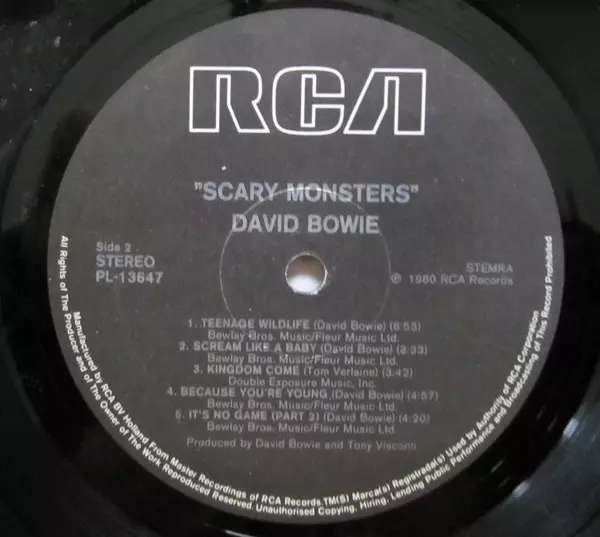 RCA
"SCARY MONSTERS"
DAVID BOWIE
Side 2
STEREO
PL-13647
STEMRA
℗ 1980 RCA Records
1. TEENAGE WILDLIFE (David Bowie) (6:53)
Bewlay Bros. Music/Fleur Music Ltd.
2. SCREAM LIKE A BABY (David Bowie) (3:33)
Bewlay Bros. Music/Fleur Music Ltd.
3. KINGDOM COME (Tom Verlaine) (3:42)
Double Exposure Music, Inc.
4. BECAUSE YOU'RE YOUNG (David Bowie) (4:57)
Bewlay Bros. Music/Fleur Music Ltd.
5. IT'S NO GAME (PART 2) (David Bowie) (4:20)
Bewlay Bros. Music/Fleur Music Ltd.
Produced by David Bowie and Tony Visconti
Manufactured by RCA BV Holland From Master Recordings of RCA Records.TM(S) Marca(s) Registrada(s) Used by Authority of RCA Corporation
All Rights of The Producer and of The Owner of The Work Reproduced Reserved. Unauthorised Copying, Hiring, Lending Public Performance and Broadcasting of This Record Prohibited